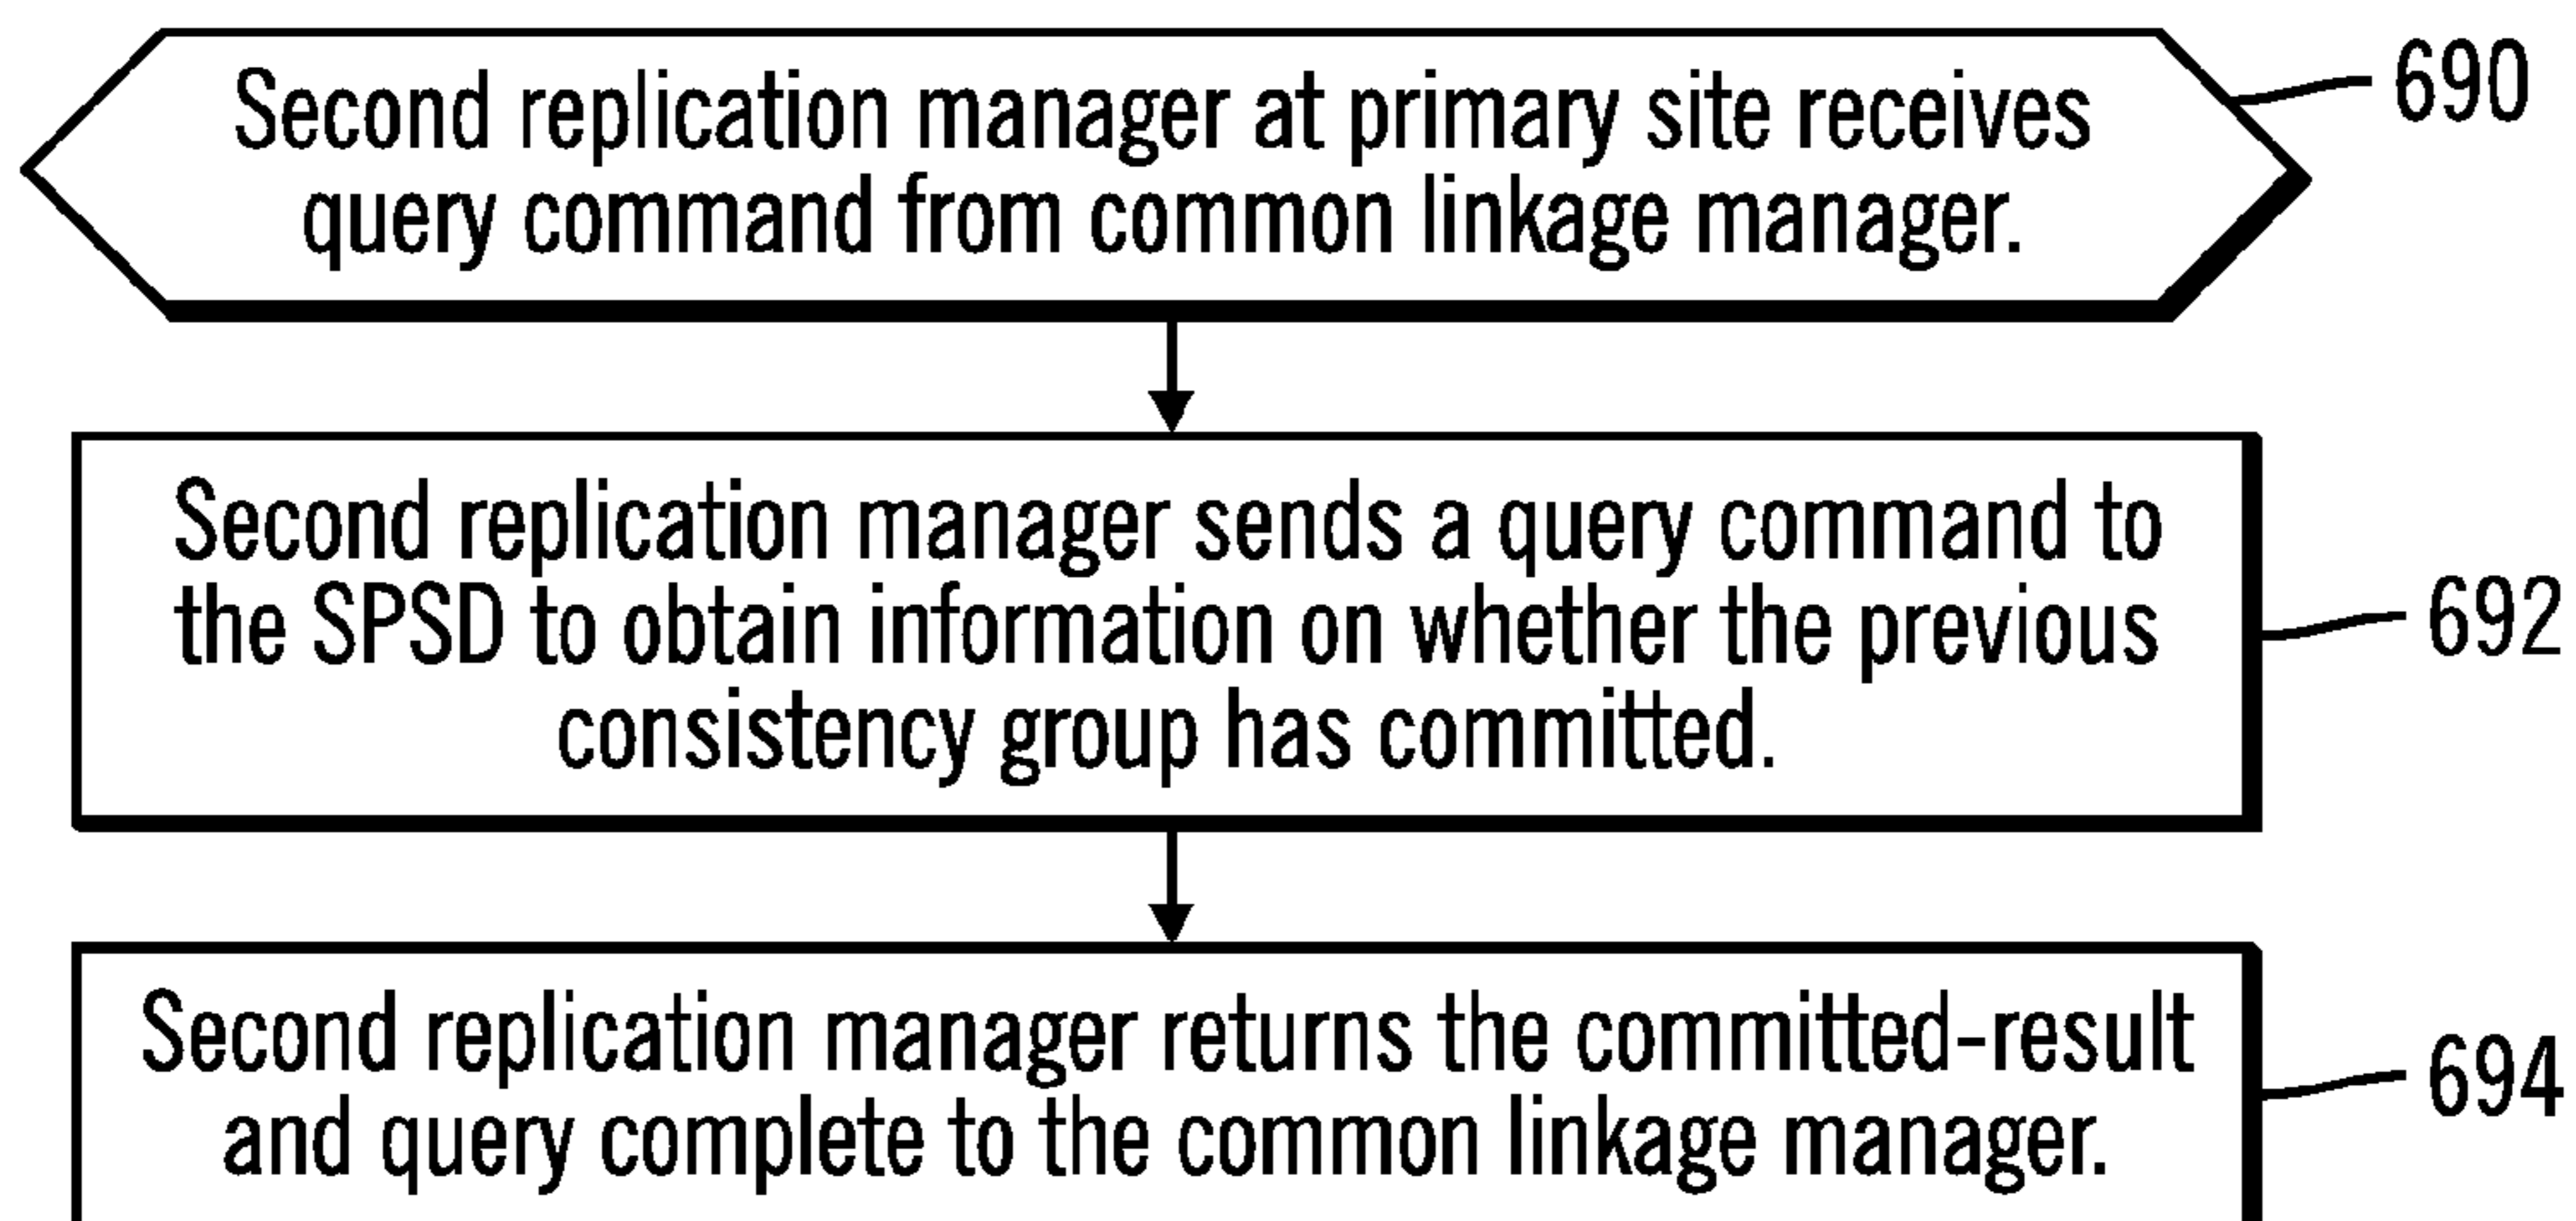 Second replication manager at primary site receives
query command from common linkage manager.
690
Second replication manager sends a query command to
the SPSD to obtain information on whether the previous
consistency group has committed.
692
Second replication manager returns the committed-result
and query complete to the common linkage manager.
694